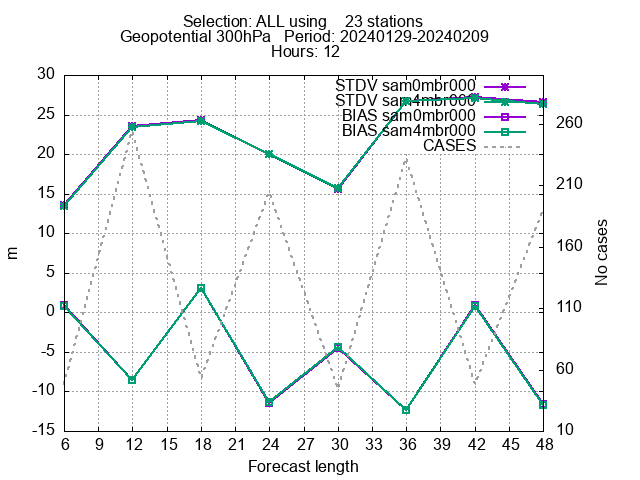 Selection: ALL using    23 stations
Geopotential 300hPa   Period: 20240129-20240209
Hours: 12
STDV sam0mbr000
STDV sam4mbr000
BIAS sam0mbr000
BIAS sam4mbr000
CASES
30
25
20
15
10
5
0
-5
-10
-15
m
260
210
160
110
60
10
No cases
6 9 12 15 18 21 24 27 30 33 36 39 42 45 48
Forecast length